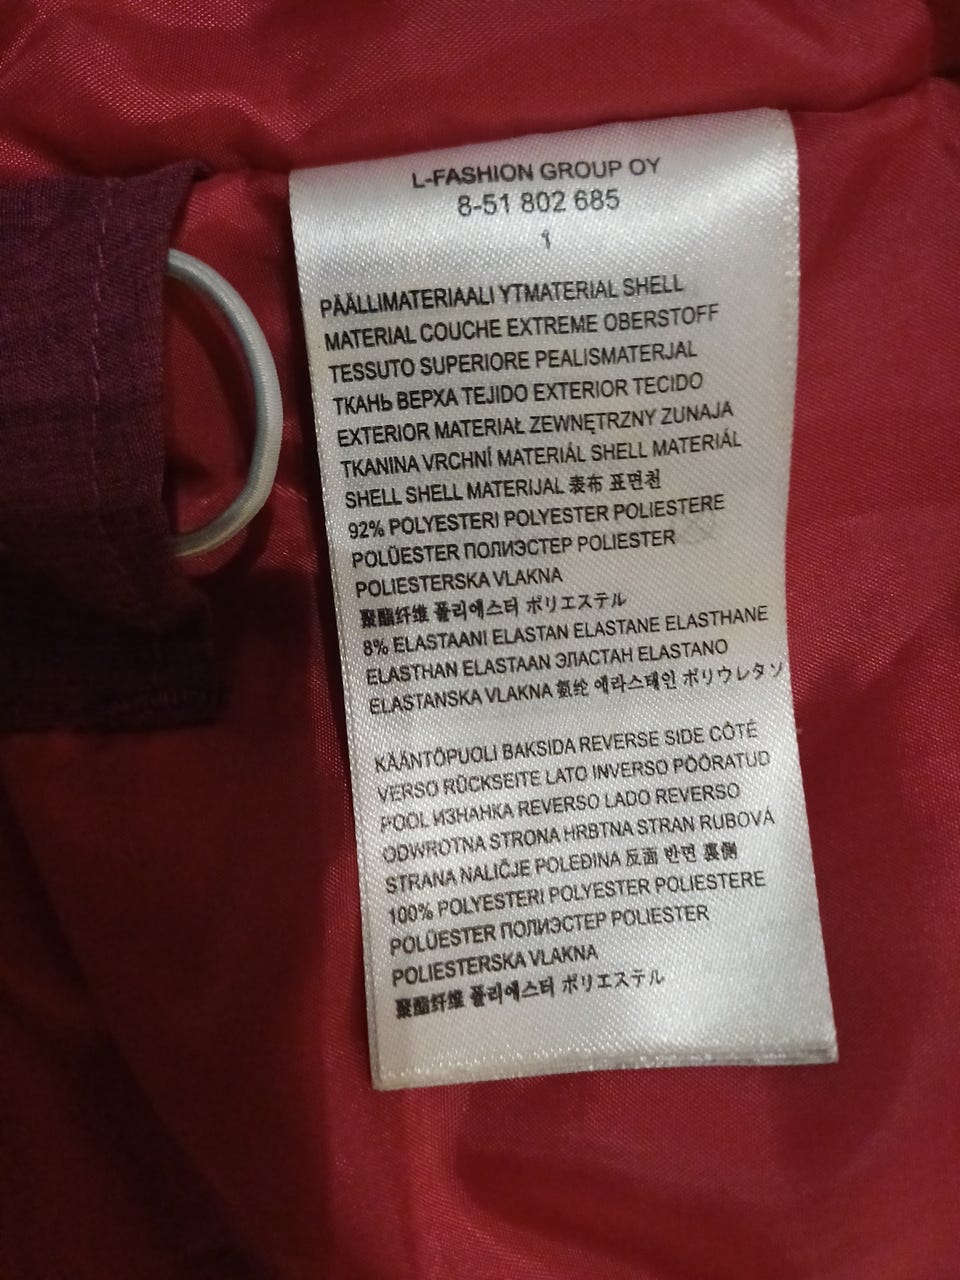 L-FASHION GROUP OY
8-51 802 685
1
PÄÄLLIMATERIAALI YTMATERIAL SHELL
MATERIAL COUCHE EXTREME OBERSTOFF
TESSUTO SUPERIORE PEALISMATERJAL
ТКАНЬ ВЕРХА TEJIDO EXTERIOR TECIDO
EXTERIOR MATERIAŁ ZEWNĘTRZNY ZUNAJA
TKANINA VRCHNÍ MATERIÁL SHELL MATERIÁL
SHELL SHELL MATERIJAL 表布 표면천
92% POLYESTERI POLYESTER POLIESTERE
POLÜESTER ПОЛИЭСТЕР POLIESTER
POLIESTERSKA VLAKNA
聚酯纤维 폴리에스터 ポリエステル
8% ELASTAANI ELASTAN ELASTANE ELASTHANE
ELASTHAN ELASTAAN ЭЛАСТАН ELASTANO
ELASTANSKA VLAKNA 氨纶 에라스테인 ポリウレタン
KÄÄNTÖPUOLI BAKSIDA REVERSE SIDE CÔTÉ
VERSO RÜCKSEITE LATO INVERSO PÖÖRATUD
POOL ИЗНАНКА REVERSO LADO REVERSO
ODWROTNA STRONA HRBTNA STRAN RUBOVÁ
STRANA NALIČJE POLEĐINA 反面 반면 裏側
100% POLYESTERI POLYESTER POLIESTERE
POLÜESTER ПОЛИЭСТЕР POLIESTER
POLIESTERSKA VLAKNA
聚酯纤维 폴리에스터 ポリエステル